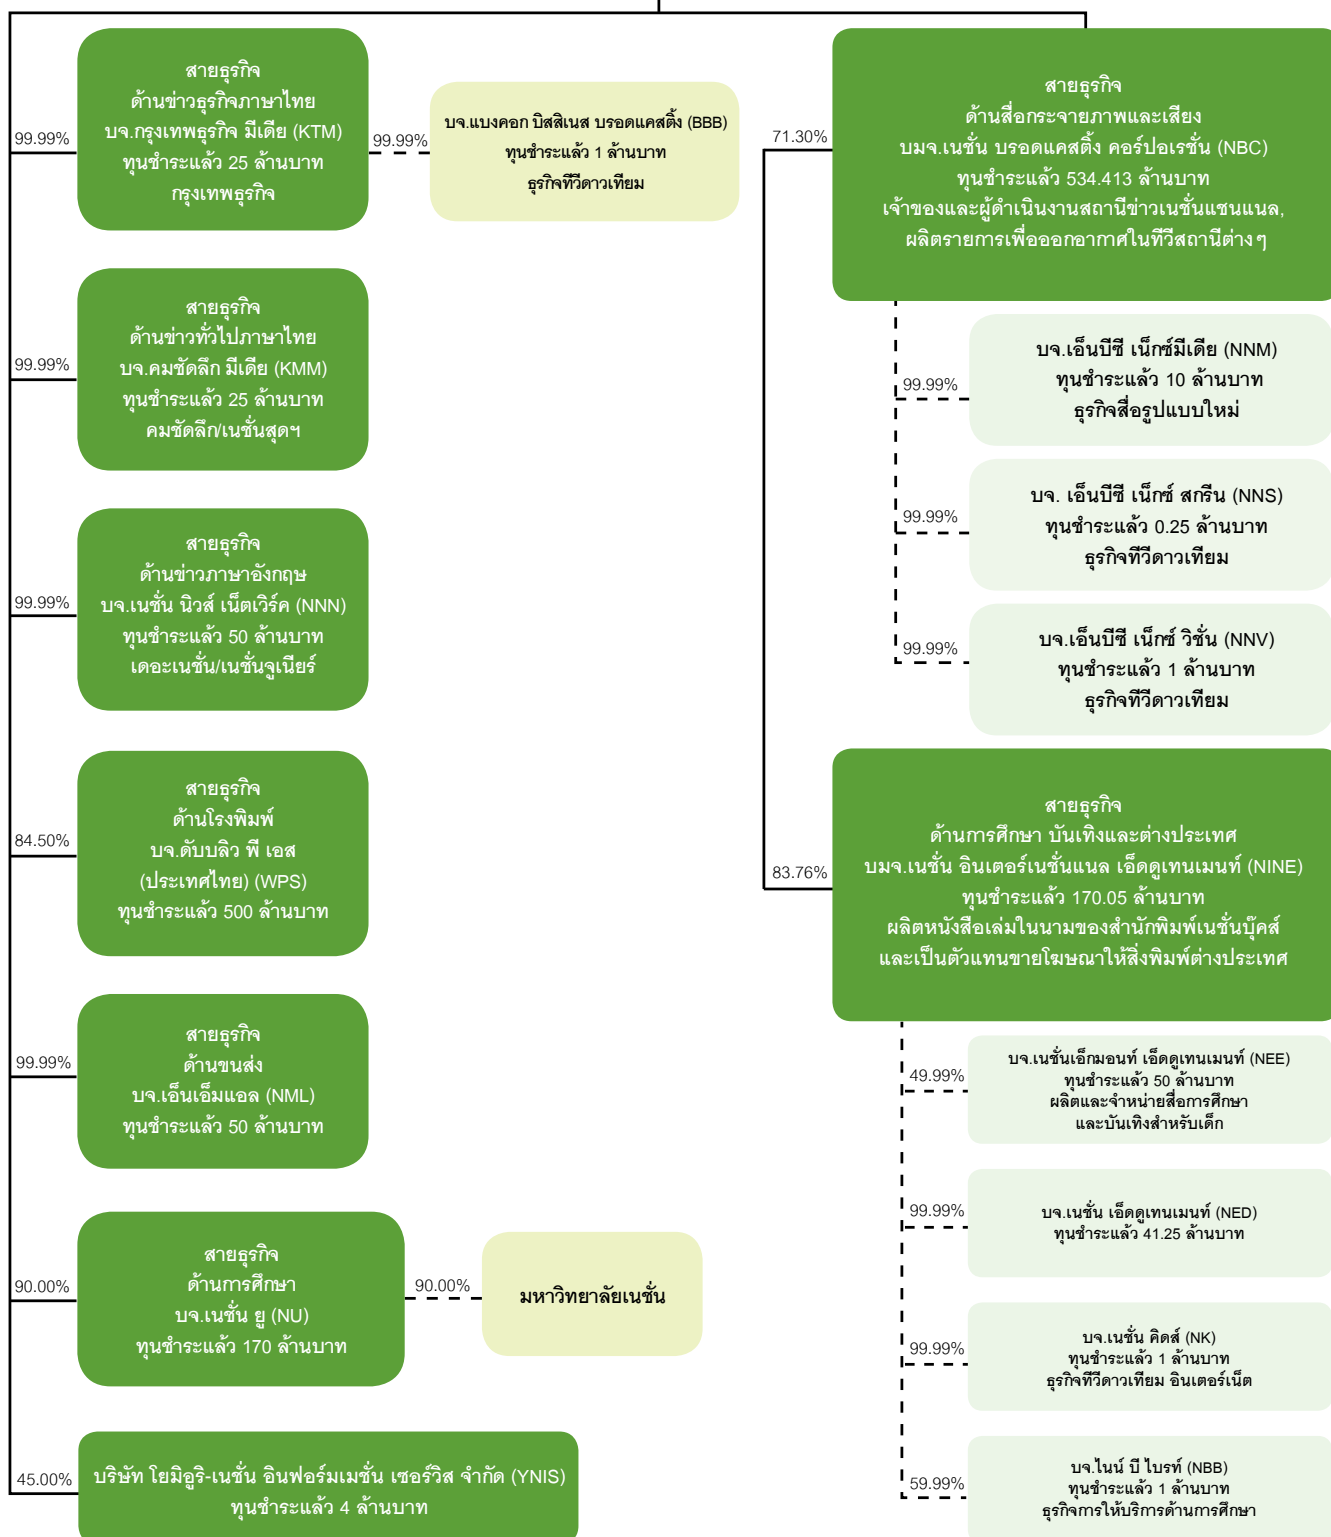 99.99%
สายธุรกิจ
ด้านข่าวธุรกิจภาษาไทย
บจ.กรุงเทพธุรกิจ มีเดีย (KTM)
ทุนชำระแล้ว 25 ล้านบาท
กรุงเทพธุรกิจ
99.99%
บจ.แบงคอก บิสสิเนส บรอดแคสติ้ง (BBB)
ทุนชำระแล้ว 1 ล้านบาท
ธุรกิจทีวีดาวเทียม
99.99%
สายธุรกิจ
ด้านข่าวทั่วไปภาษาไทย
บจ.คมชัดลึก มีเดีย (KMM)
ทุนชำระแล้ว 25 ล้านบาท
คมชัดลึก/เนชั่นสุดฯ
99.99%
สายธุรกิจ
ด้านข่าวภาษาอังกฤษ
บจ.เนชั่น นิวส์ เน็ตเวิร์ค (NNN)
ทุนชำระแล้ว 50 ล้านบาท
เดอะเนชั่น/เนชั่นจูเนียร์
84.50%
สายธุรกิจ
ด้านโรงพิมพ์
บจ.ดับบลิว พี เอส
(ประเทศไทย) (WPS)
ทุนชำระแล้ว 500 ล้านบาท
99.99%
สายธุรกิจ
ด้านขนส่ง
บจ.เอ็นเอ็มแอล (NML)
ทุนชำระแล้ว 50 ล้านบาท
90.00%
สายธุรกิจ
ด้านการศึกษา
บจ.เนชั่น ยู (NU)
ทุนชำระแล้ว 170 ล้านบาท
90.00%
มหาวิทยาลัยเนชั่น
45.00%
บริษัท โยมิอูริ-เนชั่น อินฟอร์มเมชั่น เซอร์วิส จำกัด (YNIS)
ทุนชำระแล้ว 4 ล้านบาท
71.30%
สายธุรกิจ
ด้านสื่อกระจายภาพและเสียง
บมจ.เนชั่น บรอดแคสติ้ง คอร์ปอเรชั่น (NBC)
ทุนชำระแล้ว 534.413 ล้านบาท
เจ้าของและผู้ดำเนินงานสถานีข่าวเนชั่นแชนแนล,
ผลิตรายการเพื่อออกอากาศในทีวีสถานีต่างๆ
99.99%
บจ.เอ็นบีซี เน็กซ์มีเดีย (NNM)
ทุนชำระแล้ว 10 ล้านบาท
ธุรกิจสื่อรูปแบบใหม่
99.99%
บจ. เอ็นบีซี เน็กซ์ สกรีน (NNS)
ทุนชำระแล้ว 0.25 ล้านบาท
ธุรกิจทีวีดาวเทียม
99.99%
บจ.เอ็นบีซี เน็กซ์ วิชั่น (NNV)
ทุนชำระแล้ว 1 ล้านบาท
ธุรกิจทีวีดาวเทียม
83.76%
สายธุรกิจ
ด้านการศึกษา บันเทิงและต่างประเทศ
บมจ.เนชั่น อินเตอร์เนชั่นแนล เอ็ดดูเทนเมนท์ (NINE)
ทุนชำระแล้ว 170.05 ล้านบาท
ผลิตหนังสือเล่มในนามของสำนักพิมพ์เนชั่นบุ๊คส์
และเป็นตัวแทนขายโฆษณาให้สิ่งพิมพ์ต่างประเทศ
49.99%
บจ.เนชั่นเอ็กมอนท์ เอ็ดดูเทนเมนท์ (NEE)
ทุนชำระแล้ว 50 ล้านบาท
ผลิตและจำหน่ายสื่อการศึกษา
และบันเทิงสำหรับเด็ก
99.99%
บจ.เนชั่น เอ็ดดูเทนเมนท์ (NED)
ทุนชำระแล้ว 41.25 ล้านบาท
99.99%
บจ.เนชั่น คิดส์ (NK)
ทุนชำระแล้ว 1 ล้านบาท
ธุรกิจทีวีดาวเทียม อินเตอร์เน็ต
59.99%
บจ.ไนน์ บี ไบรท์ (NBB)
ทุนชำระแล้ว 1 ล้านบาท
ธุรกิจการให้บริการด้านการศึกษา